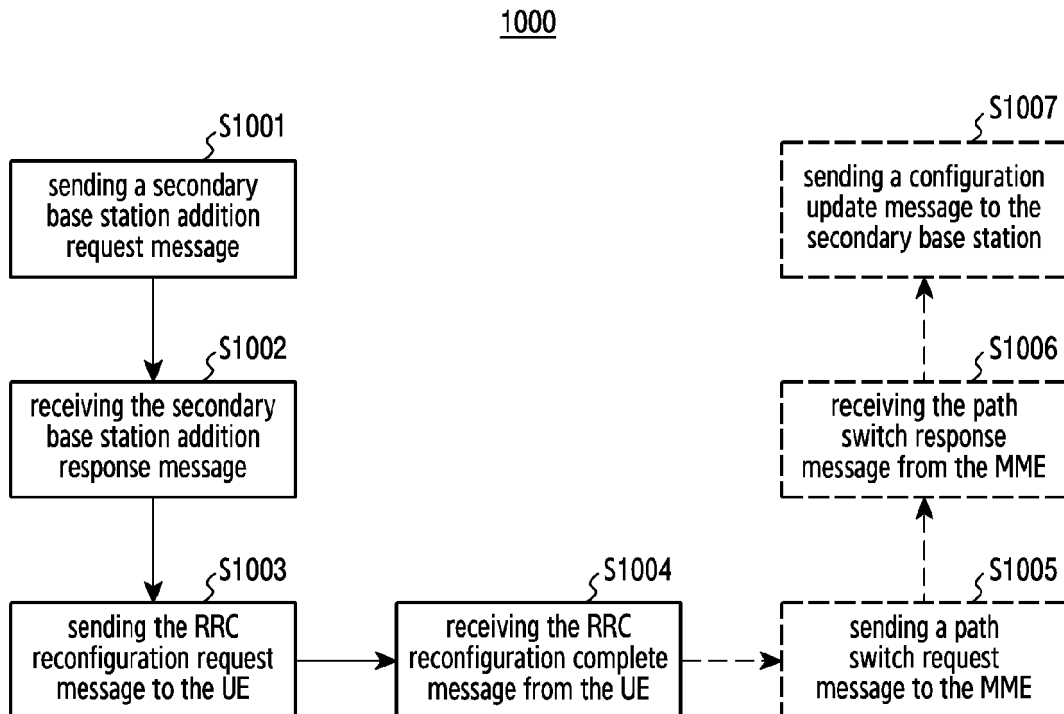 1000
S1001
sending a secondary
base station addition
request message
S1002
receiving the secondary
base station addition
response message
S1003
sending the RRC
reconfiguration request
message to the UE
S1004
receiving the RRC
reconfiguration complete
message from the UE
S1005
sending a path
switch request
message to the MME
S1006
receiving the path
switch response
message from the MME
S1007
sending a configuration
update message to the
secondary base station